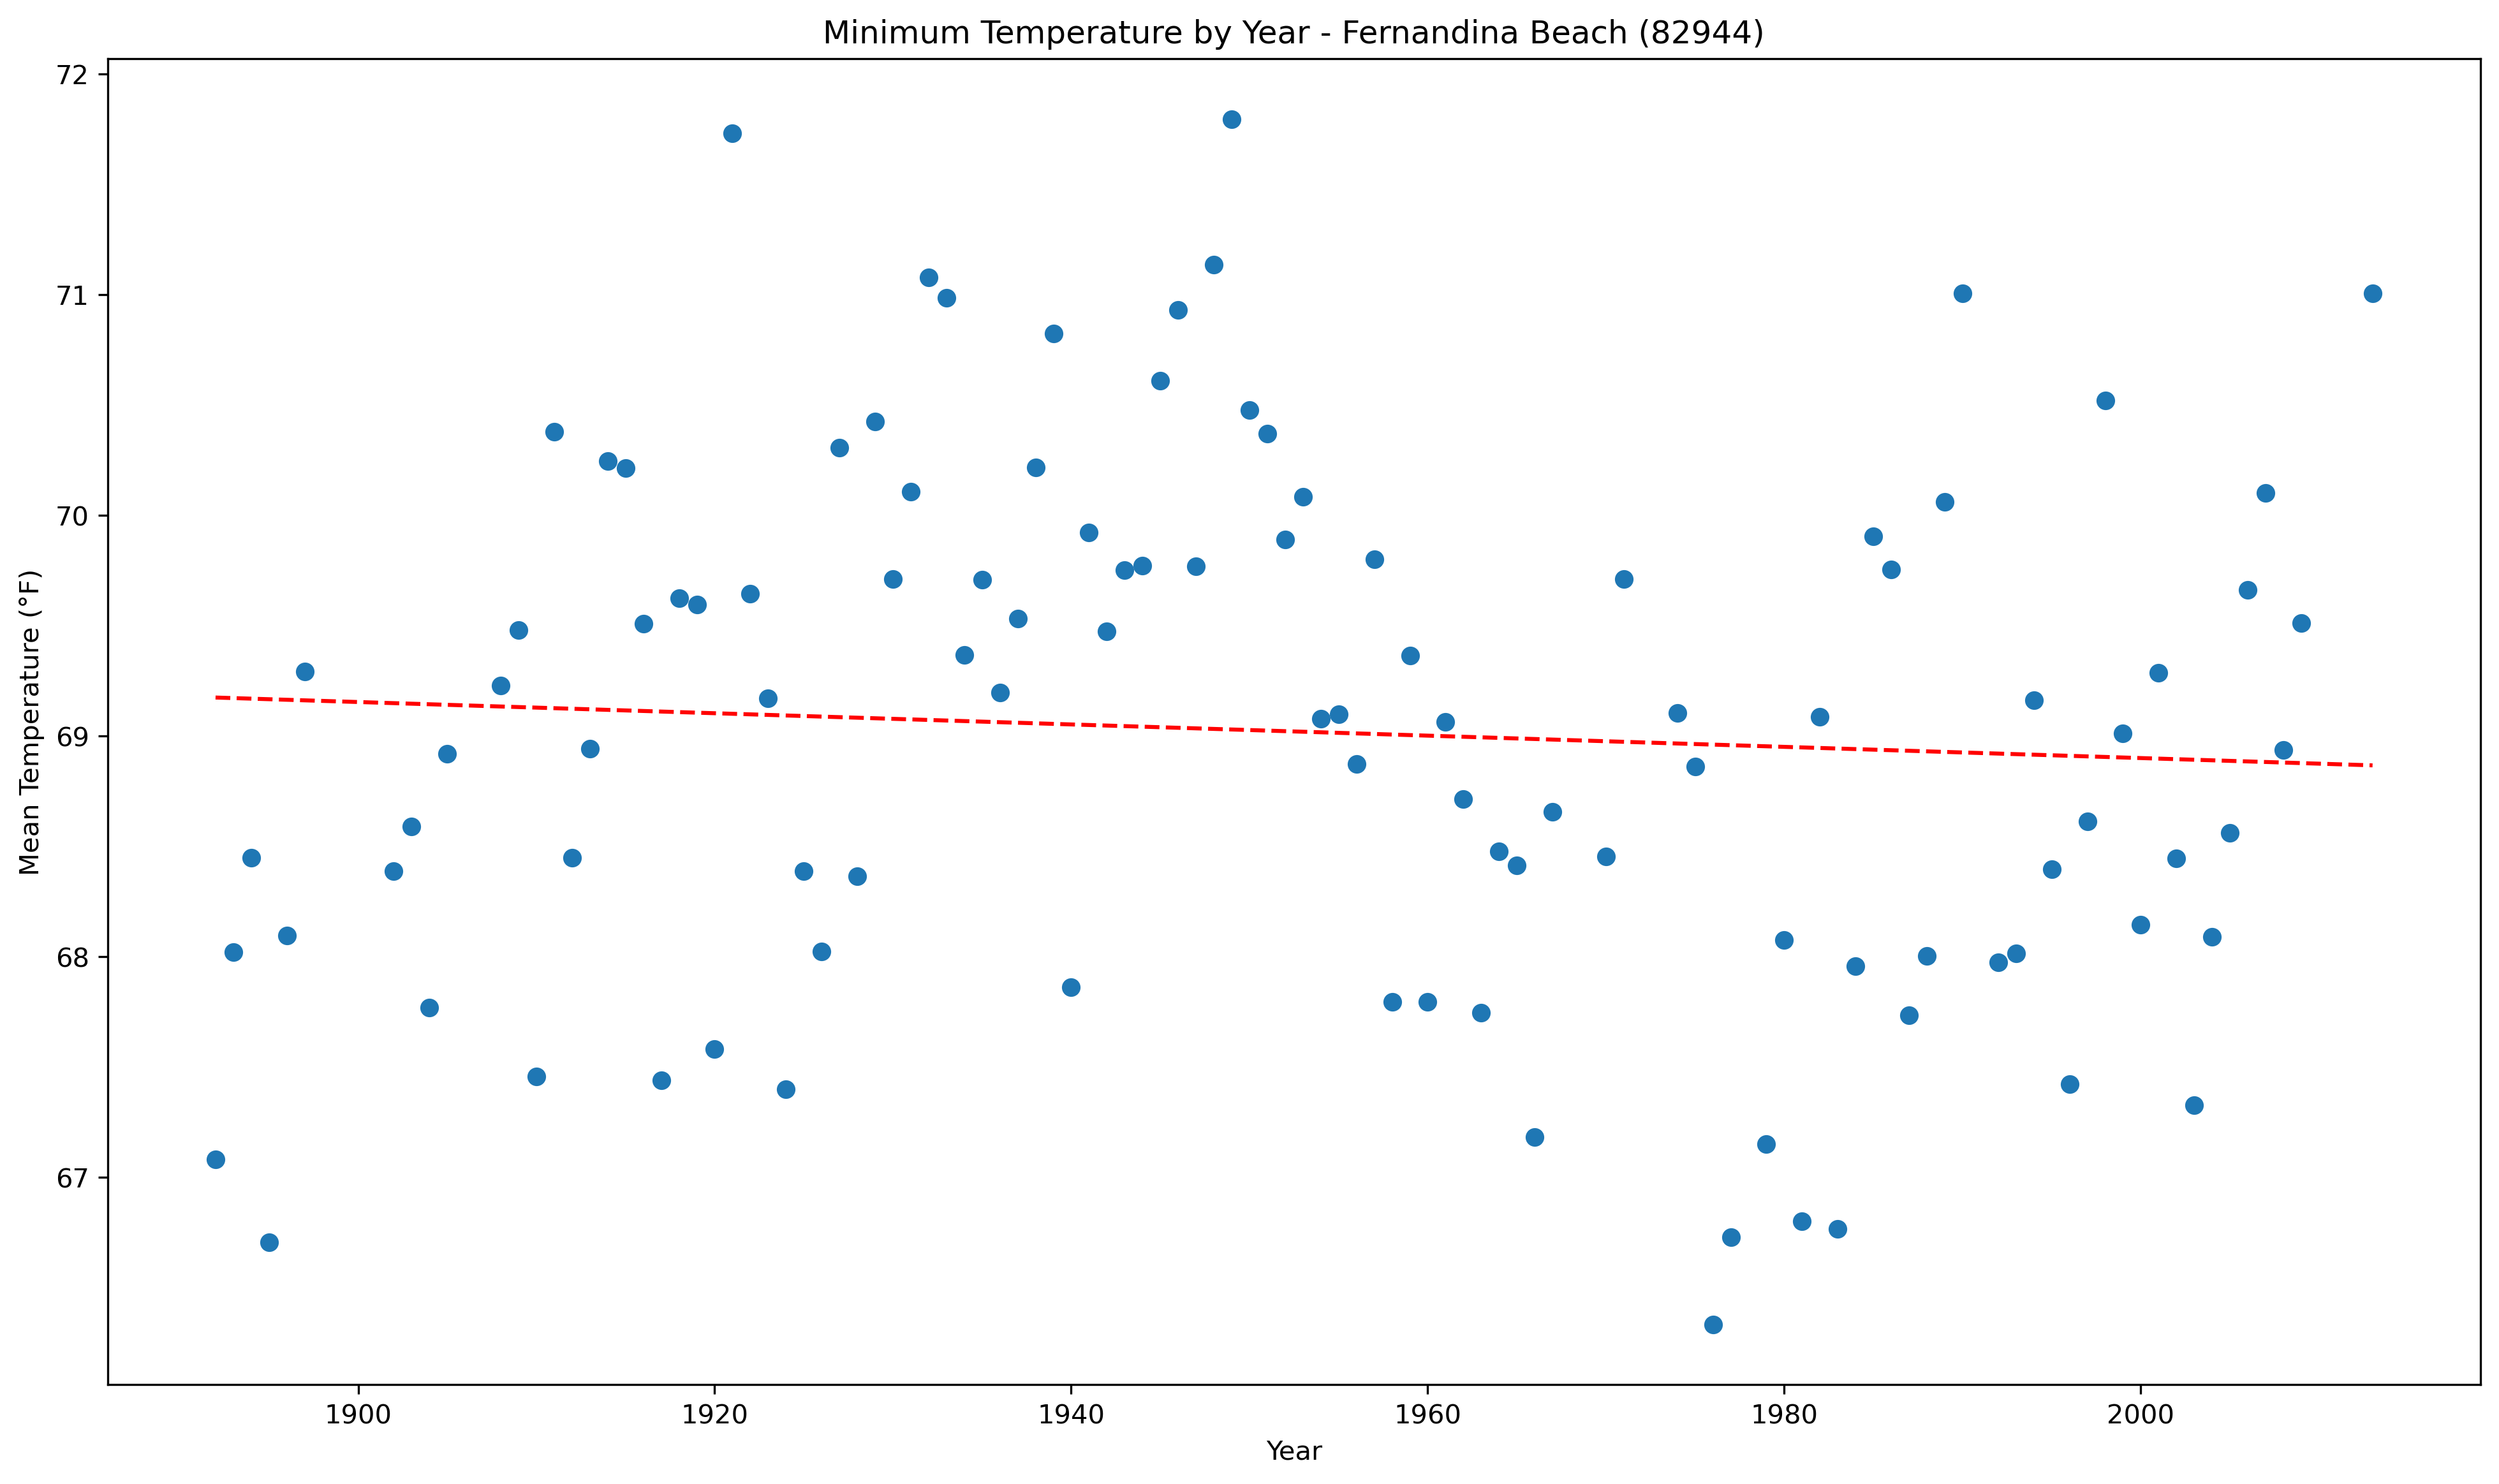 Minimum Temperature by Year - Fernandina Beach (82944)
Mean Temperature (°F)
72
71
70
69
68
67
1900 1920 1940 1960 1980 2000
Year